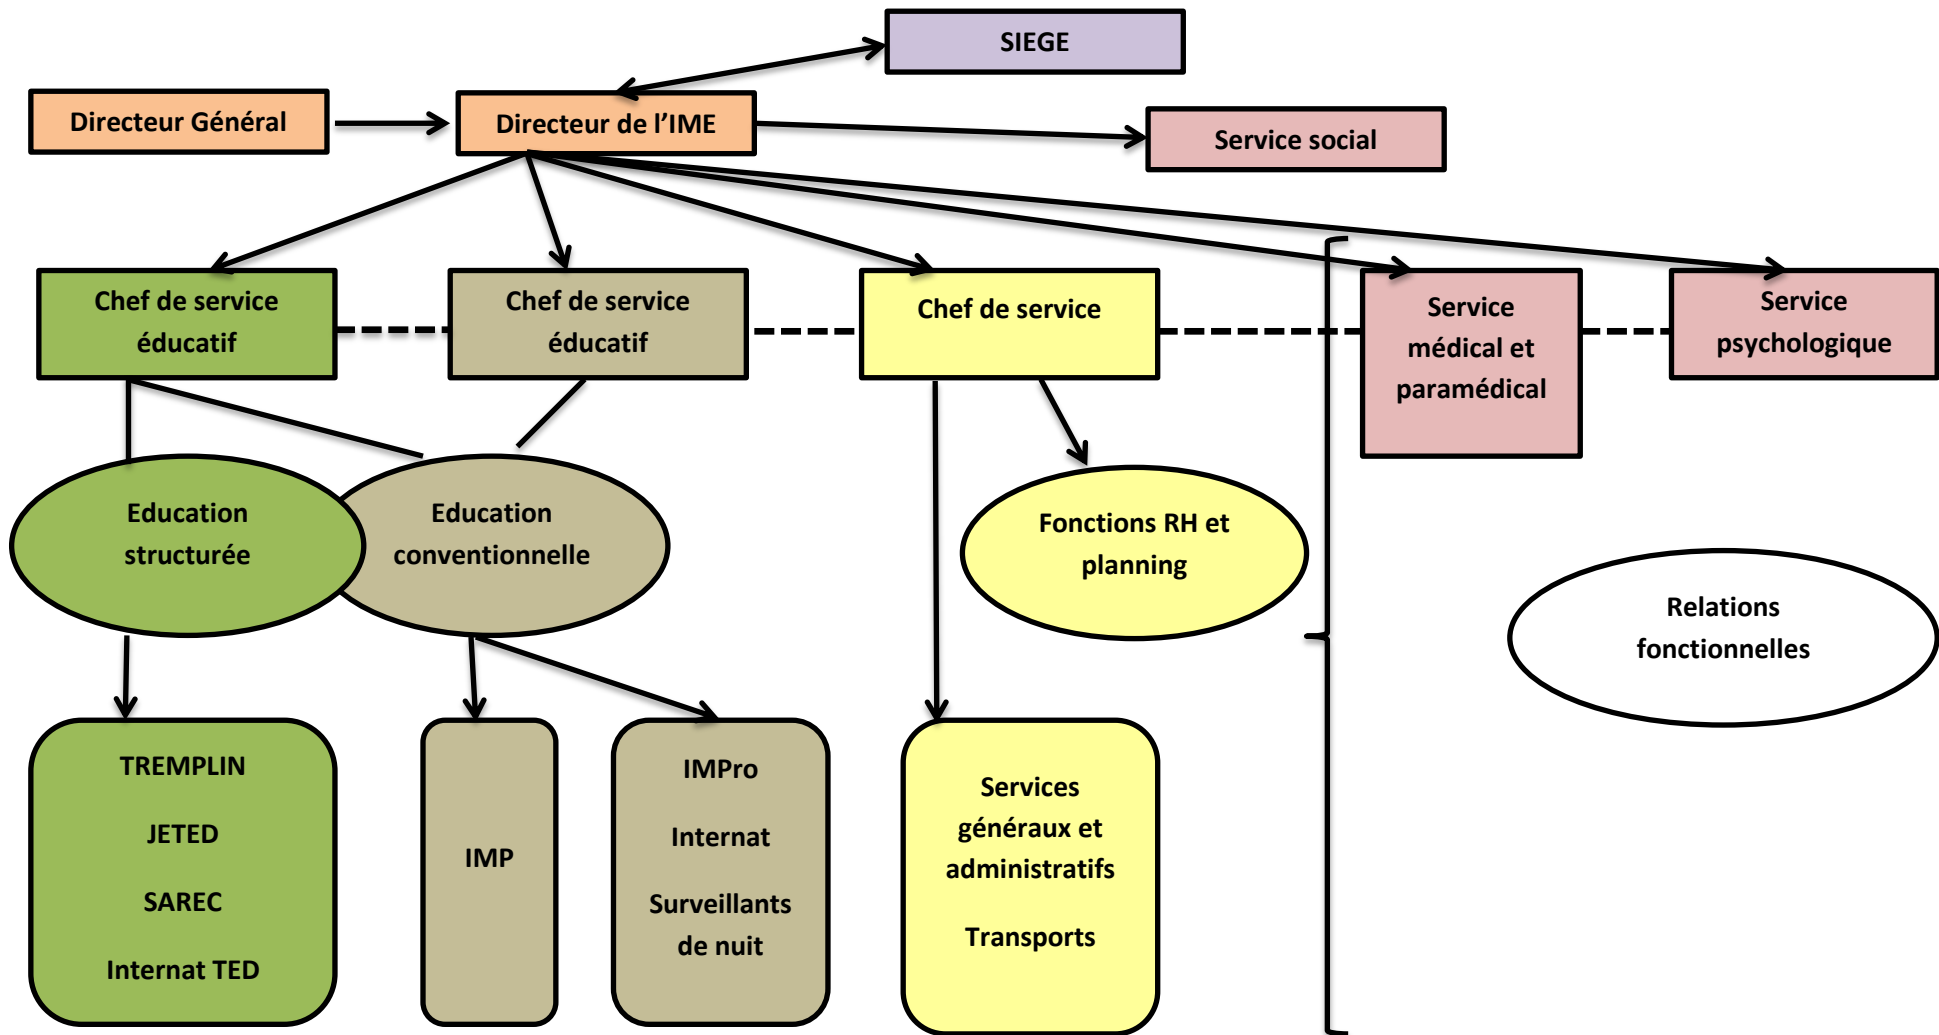 SIEGE
Directeur Général
Directeur de l’IME
Service social
Chef de service
éducatif
Chef de service
éducatif
Chef de service
Service
médical et
paramédical
Service
psychologique
Education
structurée
Education
conventionnelle
Fonctions RH et
planning
Relations
fonctionnelles
TREMPLIN
JETED
SAREC
Internat TED
IMP
IMPro
Internat
Surveillants
de nuit
Services
généraux et
administratifs
Transports